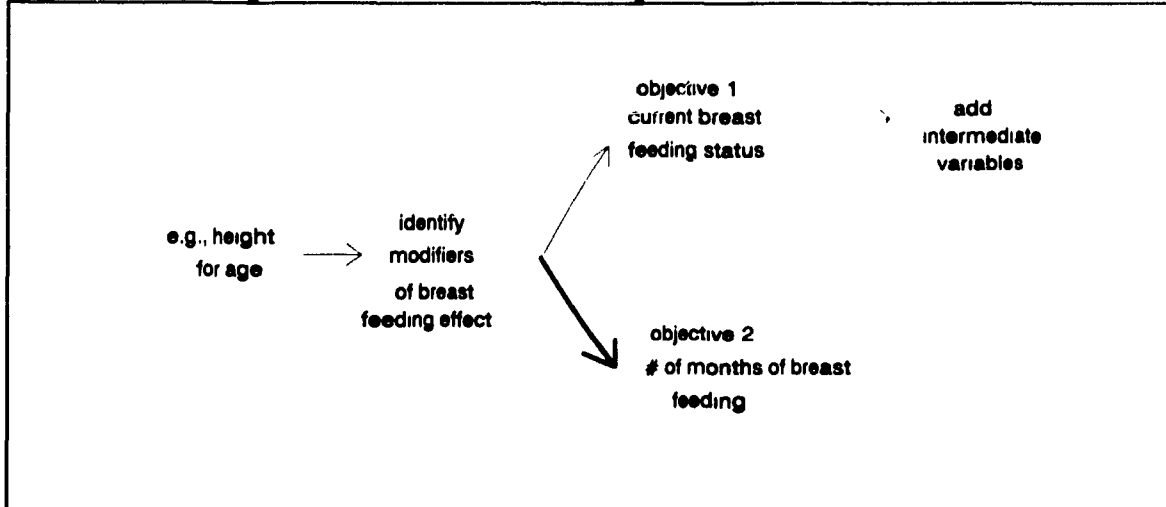 e.g., height
for age
identify
modifiers
of breast
feeding effect
objective 1
current breast
feeding status
add
intermediate
variables
objective 2
# of months of breast
feeding